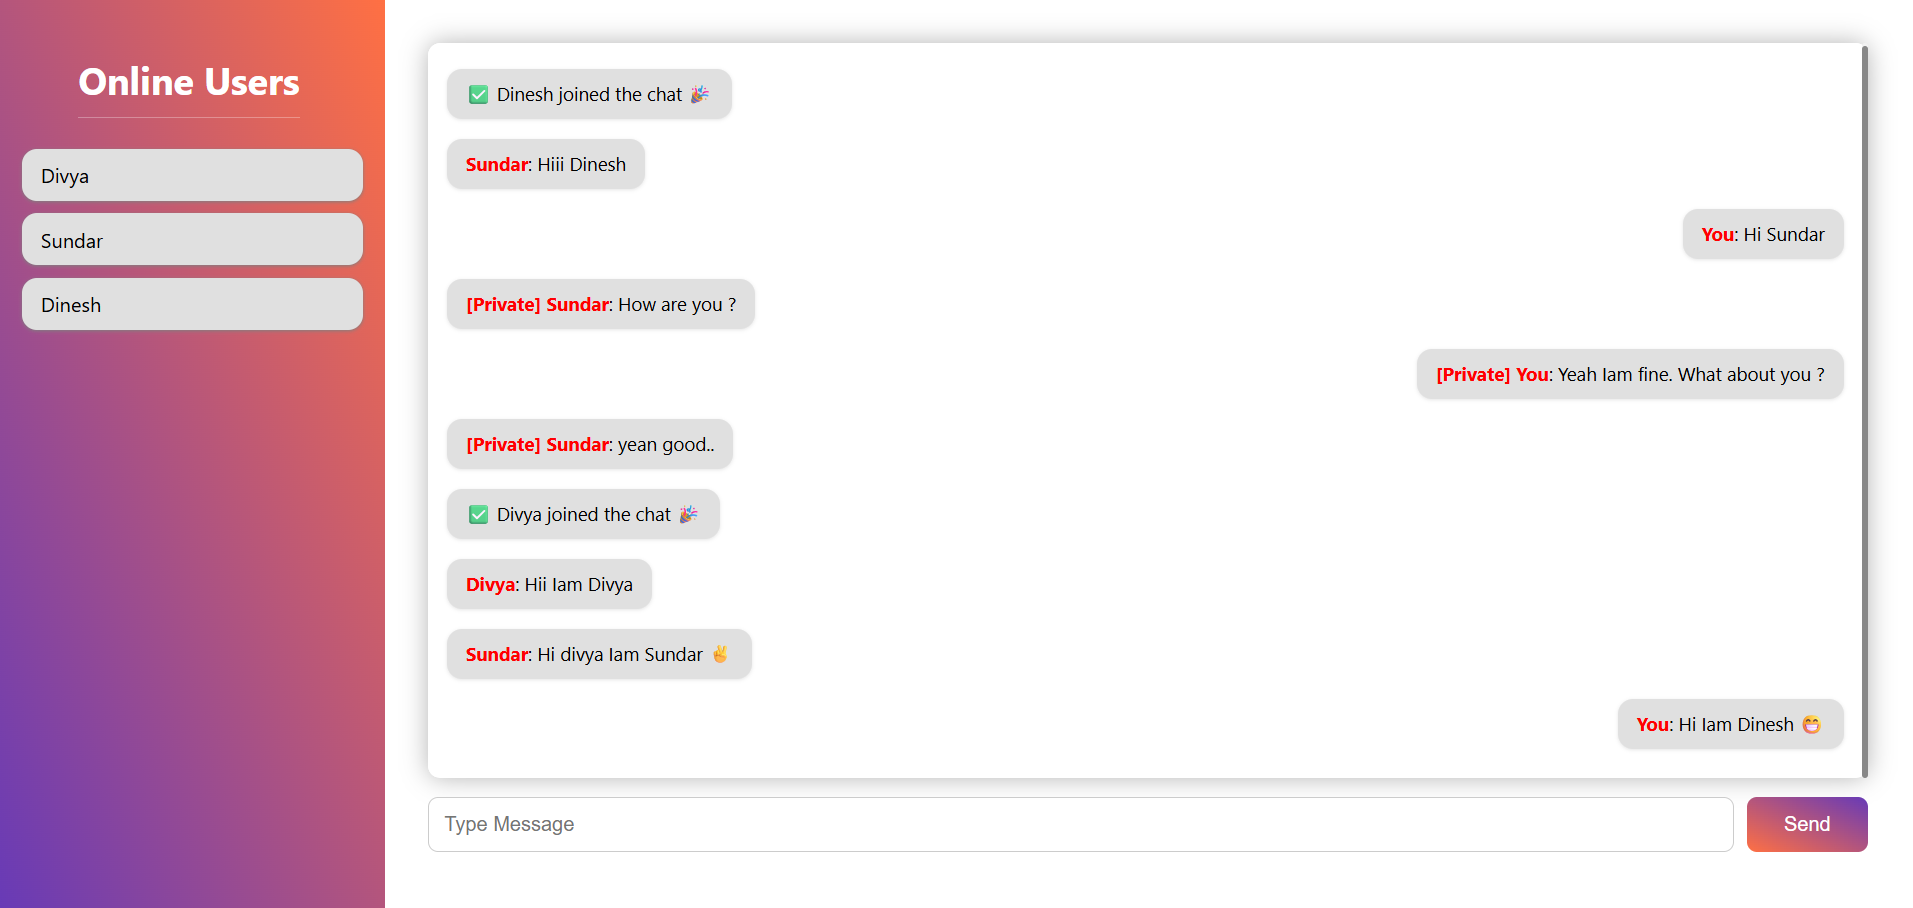 Online Users
Divya
Sundar
Dinesh
✅ Dinesh joined the chat 🎉
Sundar: Hiii Dinesh
You: Hi Sundar
[Private] Sundar: How are you ?
[Private] You: Yeah Iam fine. What about you ?
[Private] Sundar: yean good..
✅ Divya joined the chat 🎉
Divya: Hii Iam Divya
Sundar: Hi divya Iam Sundar ✌️
You: Hi Iam Dinesh 😁
Type Message
Send